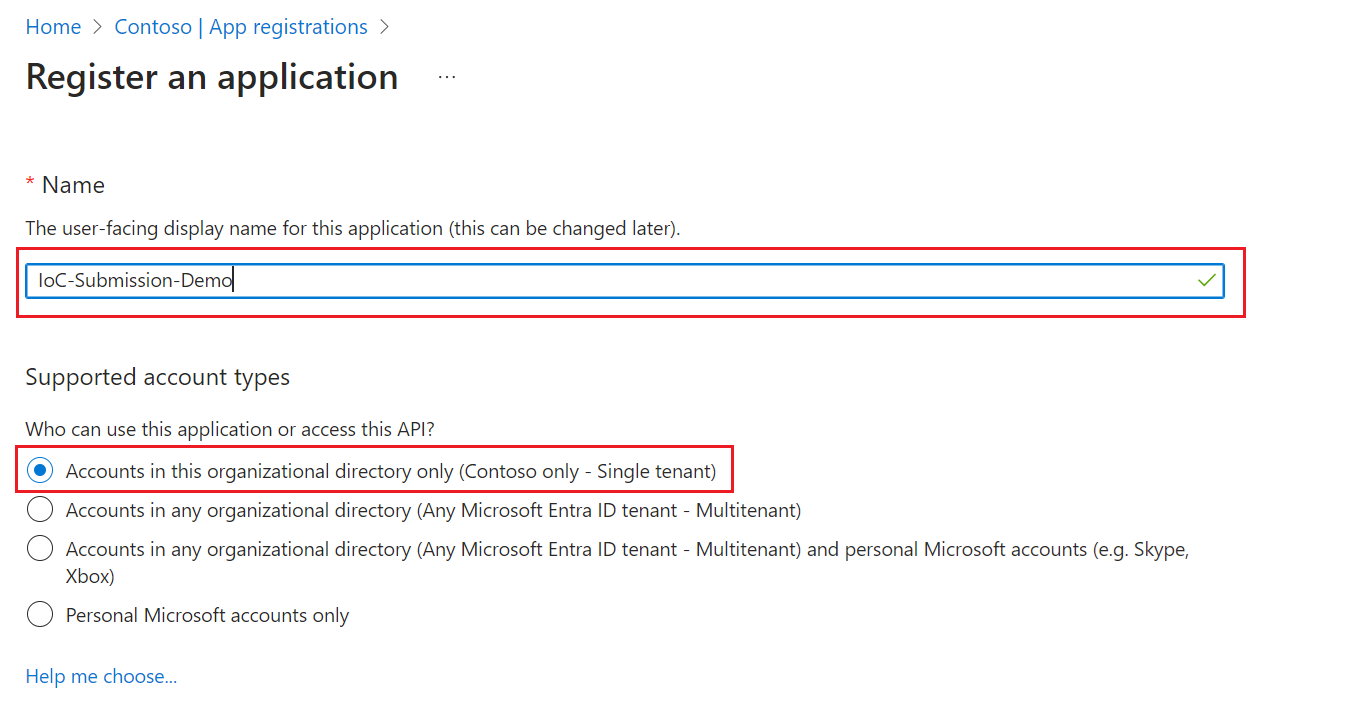 Home > Contoso | App registrations >
Register an application ...
* Name
The user-facing display name for this application (this can be changed later).
IoC-Submission-Demo
Supported account types
Who can use this application or access this API?
Accounts in this organizational directory only (Contoso only - Single tenant)
Accounts in any organizational directory (Any Microsoft Entra ID tenant - Multitenant)
Accounts in any organizational directory (Any Microsoft Entra ID tenant - Multitenant) and personal Microsoft accounts (e.g. Skype,
Xbox)
Personal Microsoft accounts only
Help me choose...